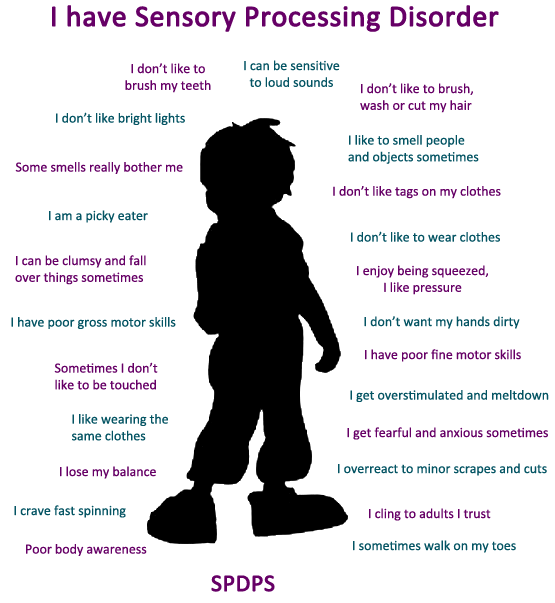 I have Sensory Processing Disorder
I don't like to
brush my teeth
I can be sensitive
to loud sounds
I don't like to brush,
wash or cut my hair
I don't like bright lights
I like to smell people
and objects sometimes
Some smells really bother me
I don't like tags on my clothes
I am a picky eater
I don't like to wear clothes
I can be clumsy and fall
over things sometimes
I enjoy being squeezed,
I like pressure
I have poor gross motor skills
I don't want my hands dirty
Sometimes I don't
like to be touched
I have poor fine motor skills
I get overstimulated and meltdown
I like wearing the
same clothes
I get fearful and anxious sometimes
I lose my balance
I overreact to minor scrapes and cuts
I crave fast spinning
I cling to adults I trust
Poor body awareness
I sometimes walk on my toes
SPDPS